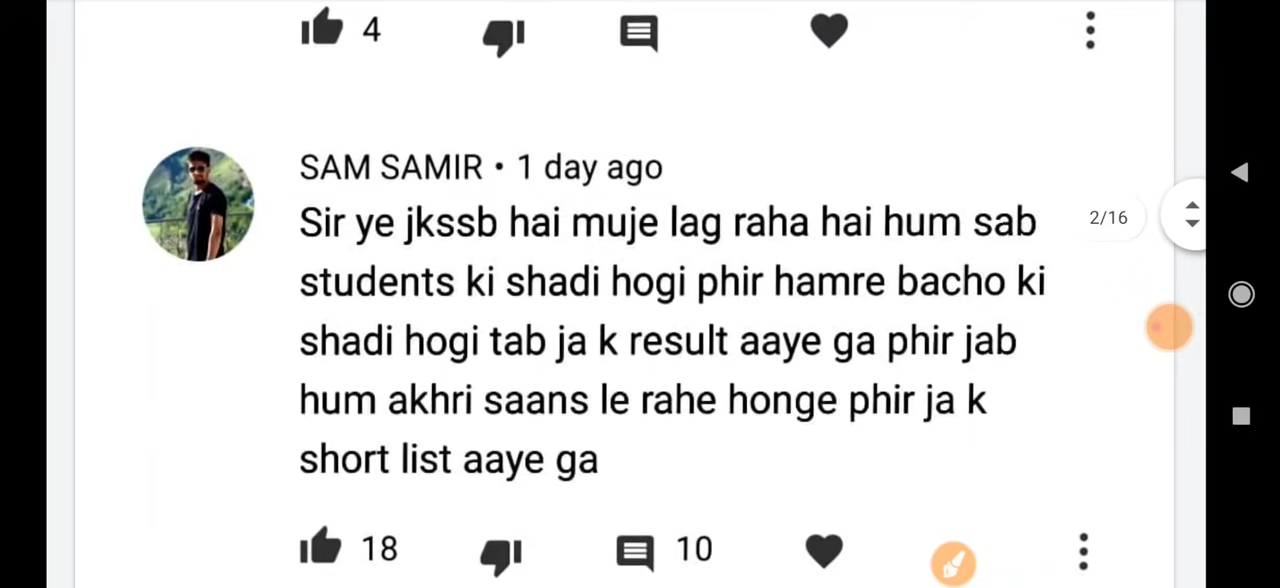 4
SAM SAMIR • 1 day ago
Sir ye jkssb hai muje lag raha hai hum sab
2/16
students ki shadi hogi phir hamre bacho ki
shadi hogi tab ja k result aaye ga phir jab
hum akhri saans le rahe honge phir ja k
short list aaye ga
18 10